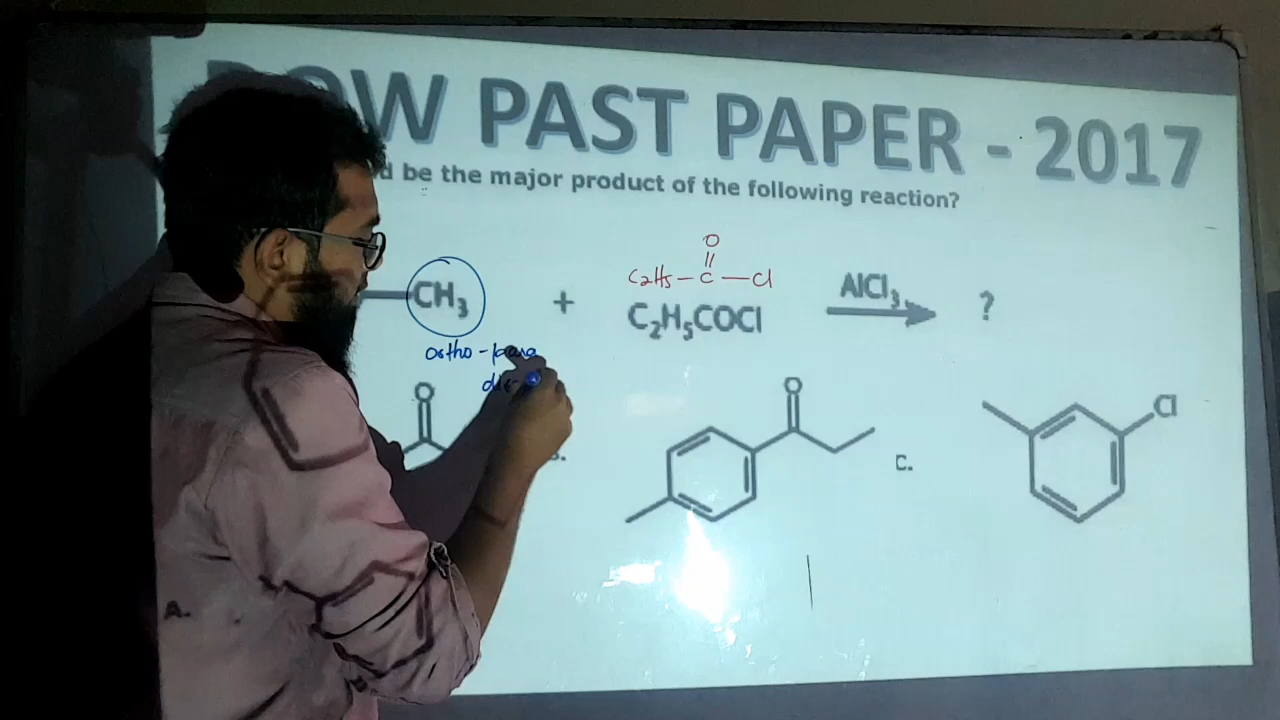 OW PAST PAPER - 2017
d be the major product of the following reaction?
O
||
C2H5—C—Cl
CH₃ + C₂H₅COCl AlCl₃ ?
ortho-para
O
O
Cl
C.
A.